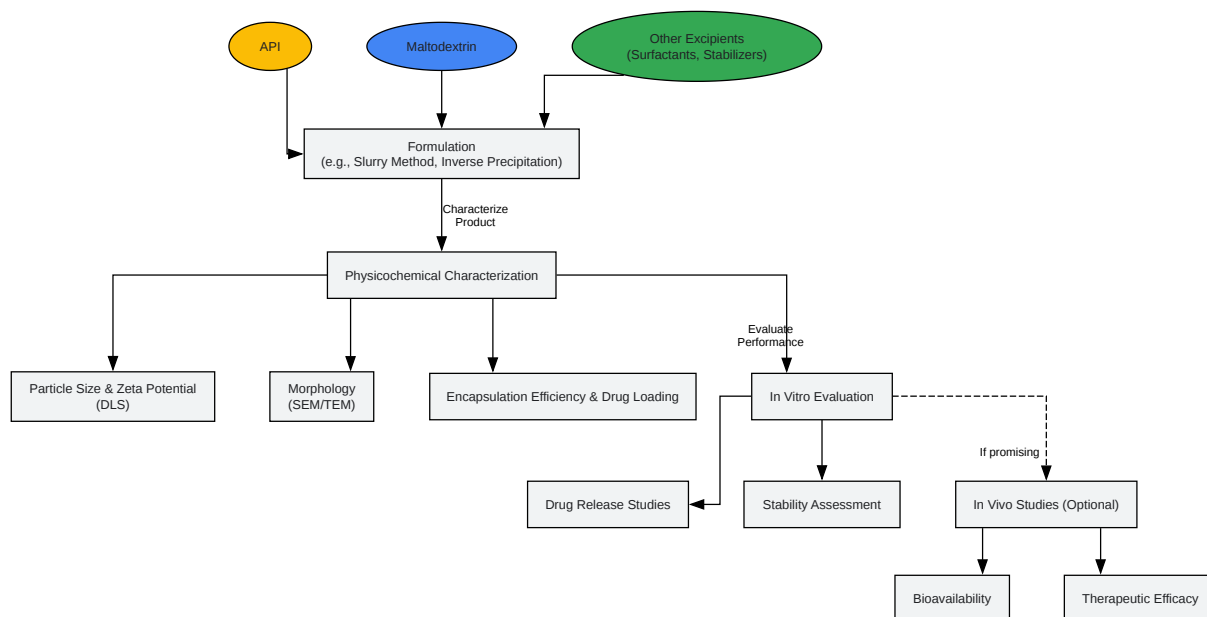 API
Maltodextrin
Other Excipients
(Surfactants, Stabilizers)
Formulation
(e.g., Slurry Method, Inverse Precipitation)
Characterize
Product
Physicochemical Characterization
Evaluate
Performance
Particle Size & Zeta Potential
(DLS)
Morphology
(SEM/TEM)
Encapsulation Efficiency & Drug Loading
In Vitro Evaluation
If promising
Drug Release Studies
Stability Assessment
In Vivo Studies (Optional)
Bioavailability
Therapeutic Efficacy